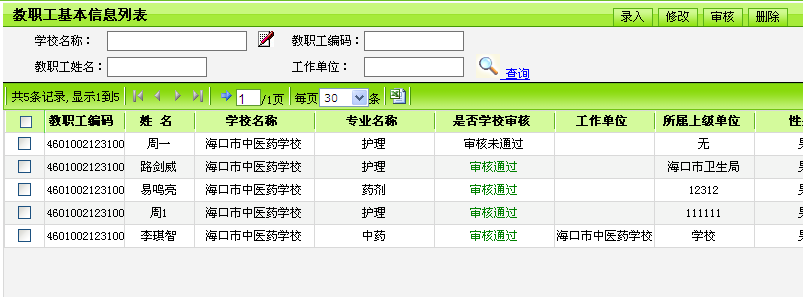 教职工基本信息列表 录入 修改 审核 删除
学校名称： 教职工编码：
教职工姓名： 工作单位： 查询
共5条记录, 显示1到5 1 /1页 每页 30 条
教职工编码 姓 名 学校名称 专业名称 是否学校审核 工作单位 所属上级单位
4601002123100 周一 海口市中医药学校 护理 审核未通过 无
4601002123100 路剑威 海口市中医药学校 护理 审核通过 海口市卫生局
4601002123100 易鸣亮 海口市中医药学校 药剂 审核通过 12312
4601002123100 周1 海口市中医药学校 护理 审核通过 111111
4601002123100 李琪智 海口市中医药学校 中药 审核通过 海口市中医药学校 学校